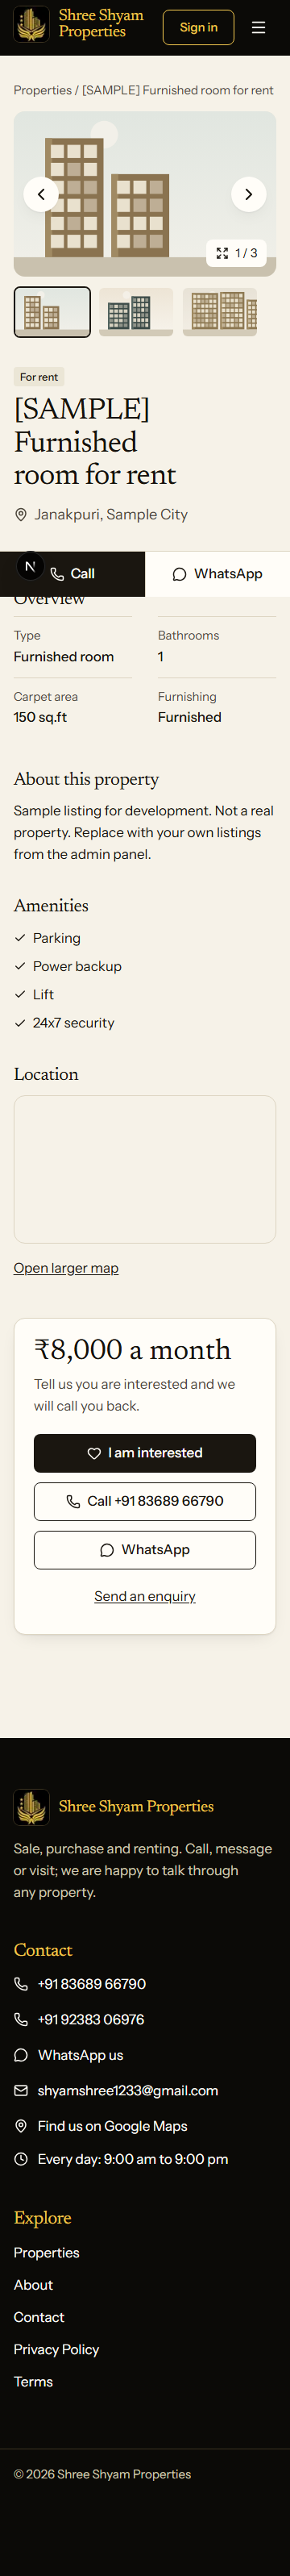 Shree Shyam
Properties
Sign in
Properties / [SAMPLE] Furnished room for rent
1 / 3
For rent
[SAMPLE]
Furnished
room for rent
Janakpuri, Sample City
N
Call
WhatsApp
Overview
Type
Furnished room
Bathrooms
1
Carpet area
150 sq.ft
Furnishing
Furnished
About this property
Sample listing for development. Not a real
property. Replace with your own listings
from the admin panel.
Amenities
Parking
Power backup
Lift
24x7 security
Location
Open larger map
₹8,000 a month
Tell us you are interested and we
will call you back.
I am interested
Call +91 83689 66790
WhatsApp
Send an enquiry
Shree Shyam Properties
Sale, purchase and renting. Call, message
or visit; we are happy to talk through
any property.
Contact
+91 83689 66790
+91 92383 06976
WhatsApp us
shyamshree1233@gmail.com
Find us on Google Maps
Every day: 9:00 am to 9:00 pm
Explore
Properties
About
Contact
Privacy Policy
Terms
© 2026 Shree Shyam Properties